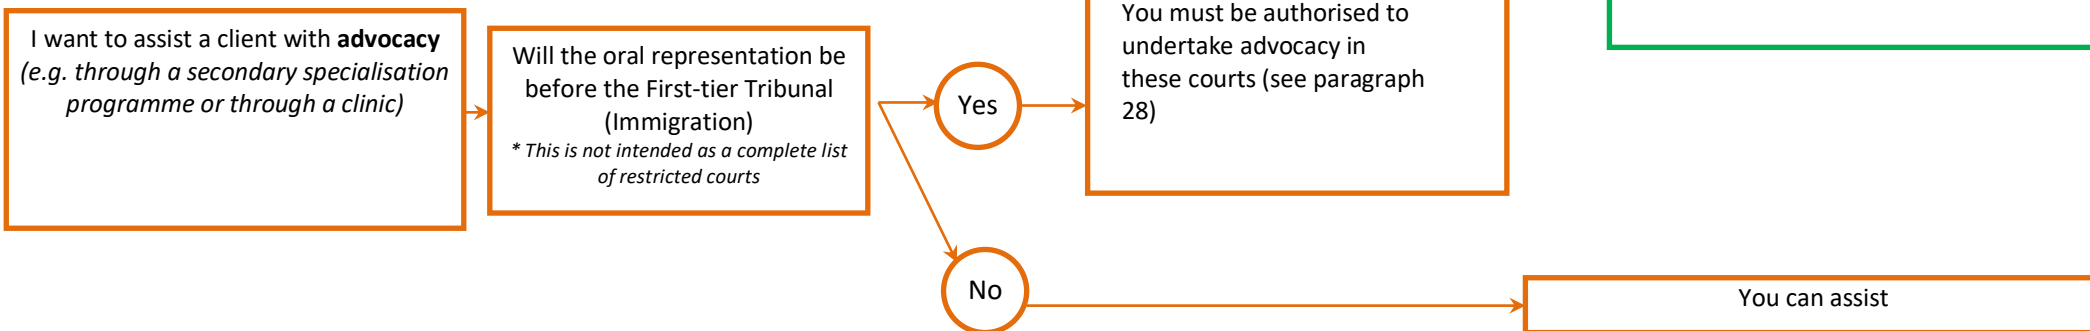 I want to assist a client with advocacy
(e.g. through a secondary specialisation
programme or through a clinic)
Will the oral representation be
before the First-tier Tribunal
(Immigration)
* This is not intended as a complete list
of restricted courts
Yes
You must be authorised to
undertake advocacy in
these courts (see paragraph
28)
No
You can assist